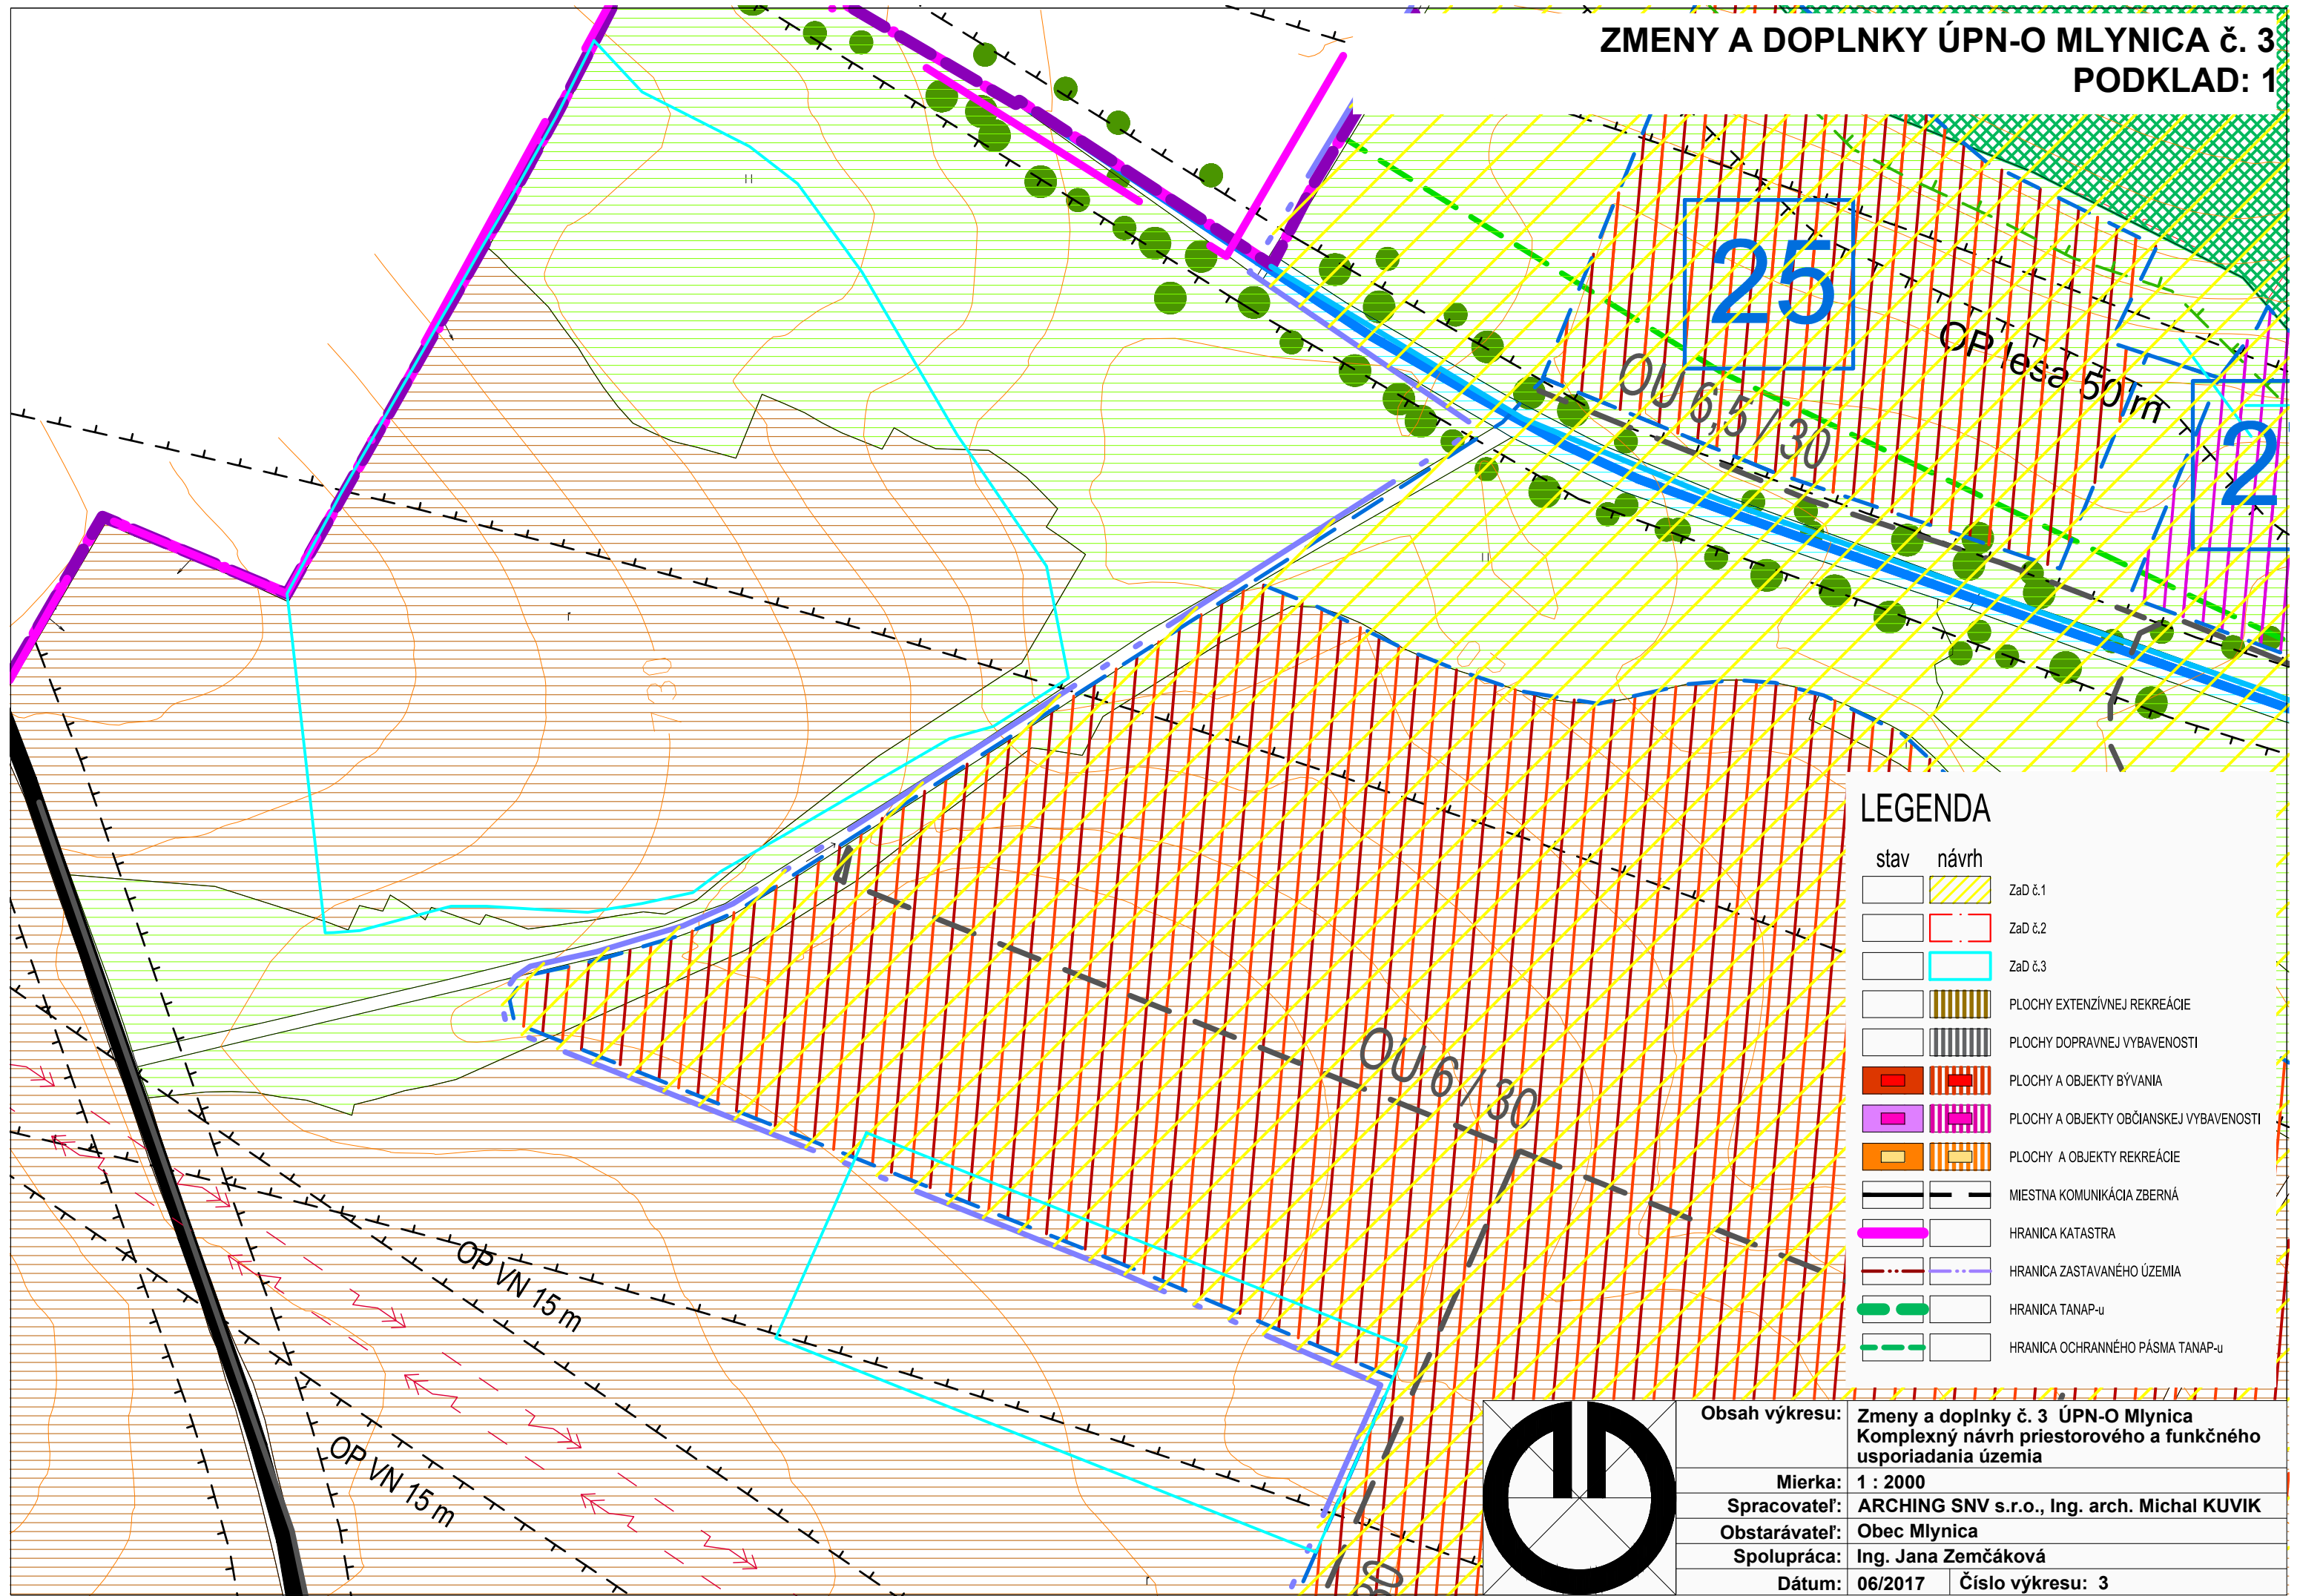 ZMENY A DOPLNKY ÚPN-O MLYNICA č. 3
PODKLAD: 1
25
OP lesa 50 m
OU 6,5 / 30
2
OU 6 / 30
OP VN 15 m
OP VN 15 m
30
LEGENDA
stav návrh
ZaD č.1
ZaD č.2
ZaD č.3
PLOCHY EXTENZÍVNEJ REKREÁCIE
PLOCHY DOPRAVNEJ VYBAVENOSTI
PLOCHY A OBJEKTY BÝVANIA
PLOCHY A OBJEKTY OBČIANSKEJ VYBAVENOSTI
PLOCHY A OBJEKTY REKREÁCIE
MIESTNA KOMUNIKÁCIA ZBERNÁ
HRANICA KATASTRA
HRANICA ZASTAVANÉHO ÚZEMIA
HRANICA TANAP-u
HRANICA OCHRANNÉHO PÁSMA TANAP-u
Obsah výkresu: Zmeny a doplnky č. 3 ÚPN-O Mlynica
Komplexný návrh priestorového a funkčného
usporiadania územia
Mierka: 1 : 2000
Spracovateľ: ARCHING SNV s.r.o., Ing. arch. Michal KUVIK
Obstarávateľ: Obec Mlynica
Spolupráca: Ing. Jana Zemčáková
Dátum: 06/2017 Číslo výkresu: 3